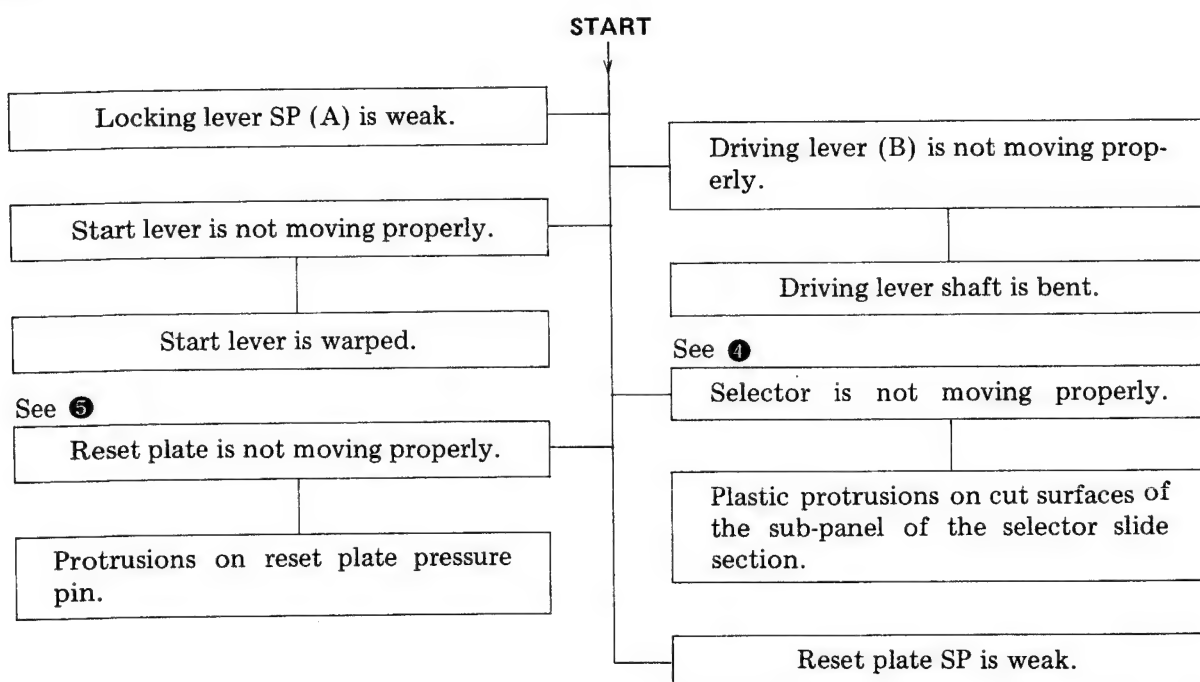 START
Locking lever SP (A) is weak.
Driving lever (B) is not moving prop-
erly.
Start lever is not moving properly.
Driving lever shaft is bent.
Start lever is warped.
See ❹
Selector is not moving properly.
See ❺
Reset plate is not moving properly.
Plastic protrusions on cut surfaces of
the sub-panel of the selector slide
section.
Protrusions on reset plate pressure
pin.
Reset plate SP is weak.